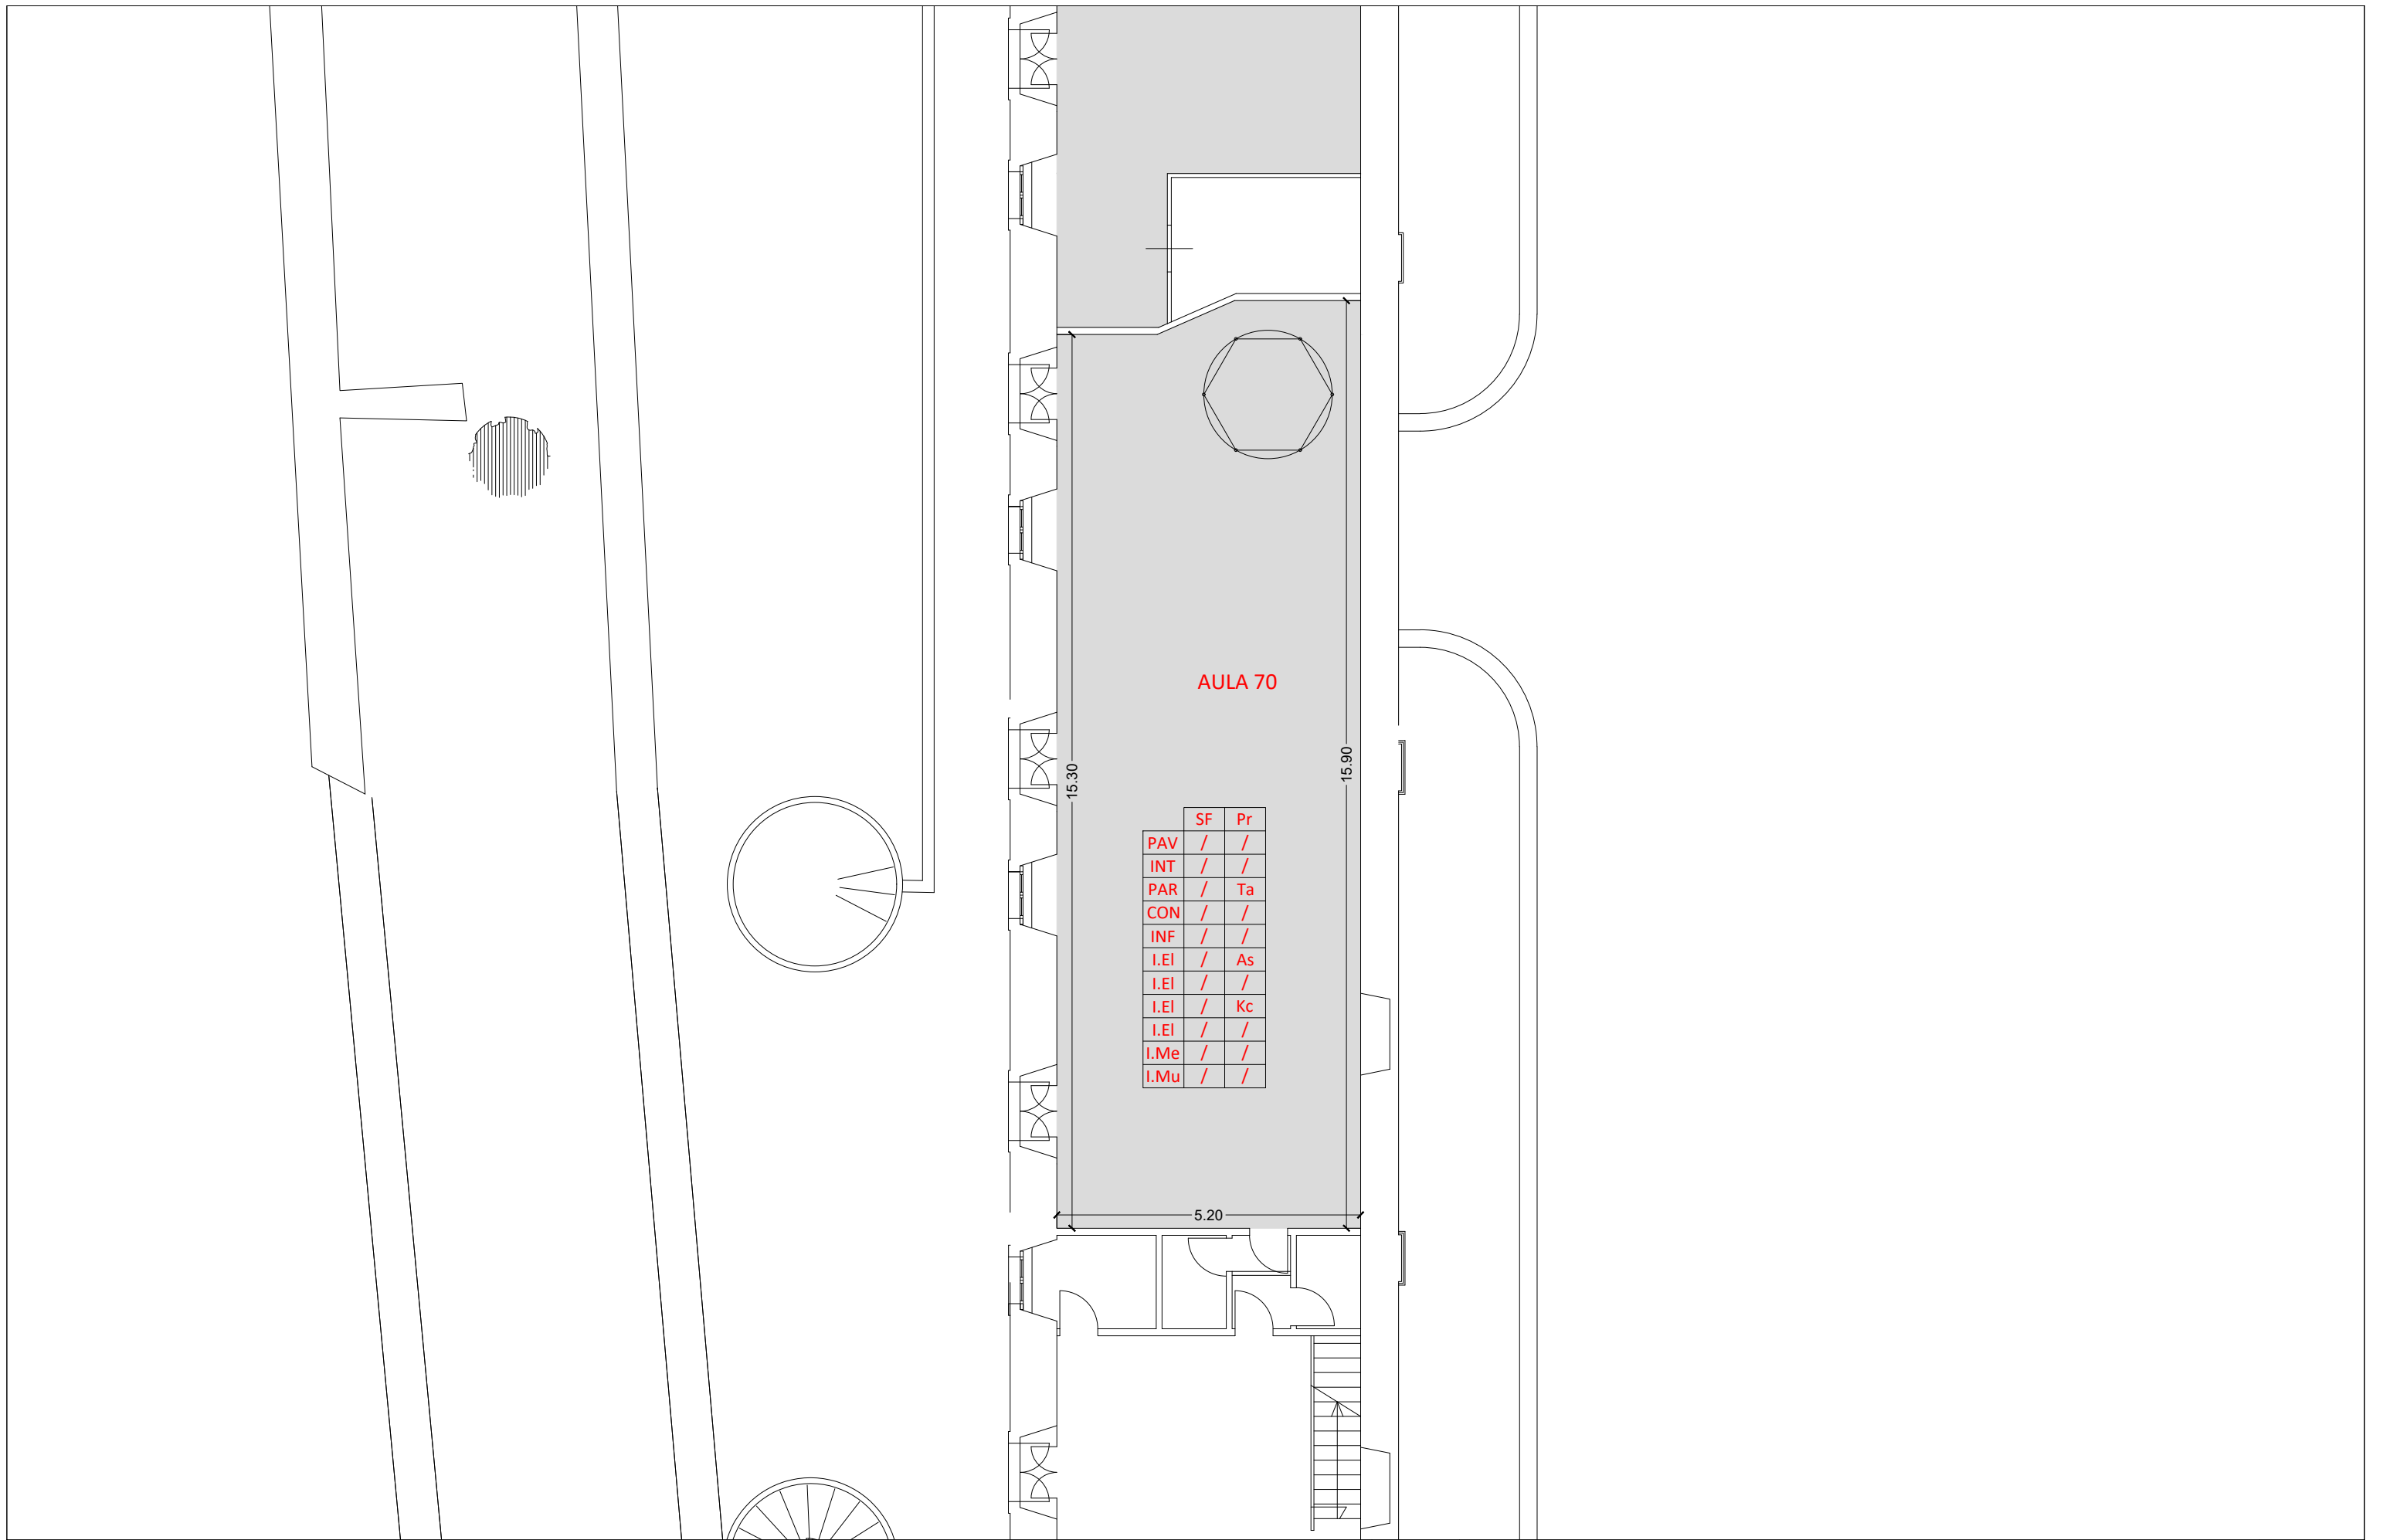 AULA 70
15.30
15.90
SF Pr
PAV / /
INT / /
PAR / Ta
CON / /
INF / /
I.El / As
I.El / /
I.El / Kc
I.El / /
I.Me / /
I.Mu / /
5.20